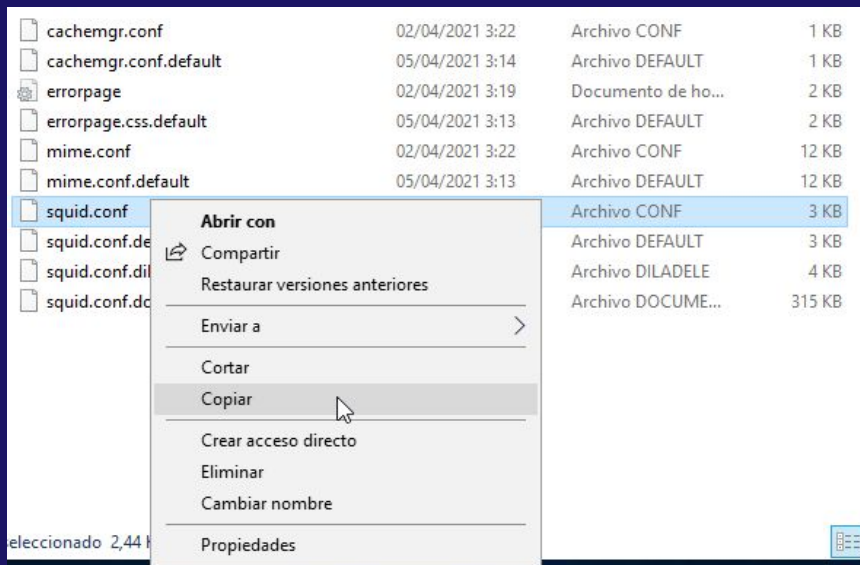 cachemgr.conf 02/04/2021 3:22 Archivo CONF 1 KB
cachemgr.conf.default 05/04/2021 3:14 Archivo DEFAULT 1 KB
errorpage 02/04/2021 3:19 Documento de ho... 2 KB
errorpage.css.default 05/04/2021 3:13 Archivo DEFAULT 2 KB
mime.conf 02/04/2021 3:22 Archivo CONF 12 KB
mime.conf.default 05/04/2021 3:13 Archivo DEFAULT 12 KB
squid.conf Archivo CONF 3 KB
squid.conf.de Archivo DEFAULT 3 KB
squid.conf.dil Archivo DILADELE 4 KB
squid.conf.do Archivo DOCUME... 315 KB
Abrir con
Compartir
Restaurar versiones anteriores
Enviar a
Cortar
Copiar
Crear acceso directo
Eliminar
Cambiar nombre
Propiedades
seleccionado 2,44